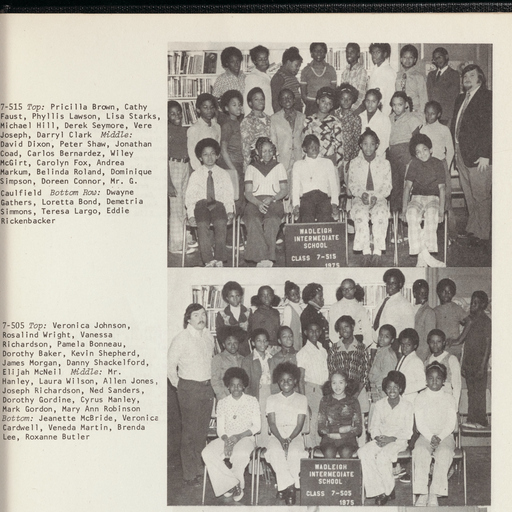 7-515 Top: Pricilla Brown, Cathy
Faust, Phyllis Lawson, Lisa Starks,
Michael Hill, Derek Seymore, Vere
Joseph, Darryl Clark Middle:
David Dixon, Peter Shaw, Jonathan
Coad, Carlos Bernardez, Wiley
McGirt, Carolyn Fox, Andrea
Markum, Belinda Roland, Dominique
Simpson, Doreen Connor, Mr. G.
Caulfield Bottom Row: Dwayne
Gathers, Loretta Bond, Demetria
Simmons, Teresa Largo, Eddie
Rickenbacker
WADLEIGH
INTERMEDIATE
SCHOOL
CLASS 7-515
1975
7-505 Top: Veronica Johnson,
Rosalind Wright, Vanessa
Richardson, Pamela Bonneau,
Dorothy Baker, Kevin Shepherd,
James Morgan, Danny Shackelford,
Elijah McNeil Middle: Mr.
Hanley, Laura Wilson, Allen Jones,
Joseph Richardson, Ned Sanders,
Dorothy Gordine, Cyrus Manley,
Mark Gordon, Mary Ann Robinson
Bottom: Jeanette McBride, Veronica
Cardwell, Veneda Martin, Brenda
Lee, Roxanne Butler
WADLEIGH
INTERMEDIATE
SCHOOL
CLASS 7-505
1975